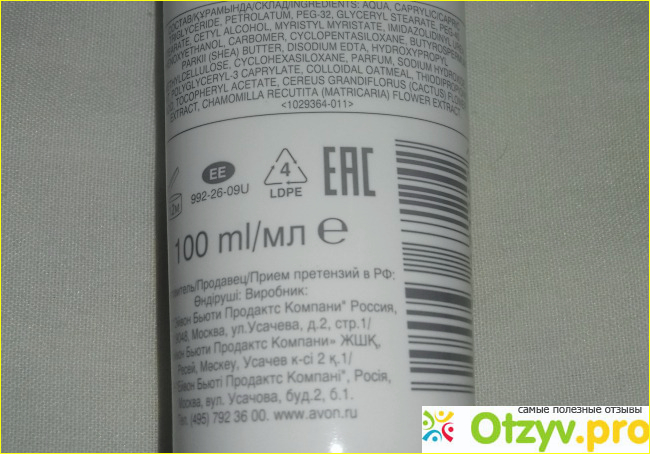 СОСТАВ/ҚҰРАМЫНДА/СКЛАД/INGREDIENTS: AQUA, CAPRYLIC/CAPRIC
TRIGLYCERIDE, PETROLATUM, PEG-32, GLYCERYL STEARATE, PEG-40
STEARATE, CETYL ALCOHOL, MYRISTYL MYRISTATE, IMIDAZOLIDINYL UREA,
PHENOXYETHANOL, CARBOMER, CYCLOPENTASILOXANE, BUTYROSPERMUM
PARKII (SHEA) BUTTER, DISODIUM EDTA, HYDROXYPROPYL
METHYLCELLULOSE, CYCLOHEXASILOXANE, PARFUM, SODIUM HYDROXIDE,
POLYGLYCERYL-3 CAPRYLATE, COLLOIDAL OATMEAL, THIODIPROPIONIC
ACID, TOCOPHERYL ACETATE, CEREUS GRANDIFLORUS (CACTUS) FLOWER
EXTRACT, CHAMOMILLA RECUTITA (MATRICARIA) FLOWER EXTRACT
<1029364-011>
EE
992-26-09U
4
LDPE
EAC
100 ml/мл ℮
/Продавец/Прием претензий в РФ:
Өндіруші: Виробник:
Бьюти Продактс Компани" Россия,
Москва, ул.Усачева, д.2, стр.1/
Бьюти Продактс Компани» ЖШҚ,
Ресей, Мәскеу, Усачев к-сі 2 қ.1/
Бьюті Продактс Компані", Росія,
Москва, вул. Усачова, буд.2, б.1.
Тел. (495) 792 36 00. www.avon.ru
самые полезные отзывы
Otzyv.pro